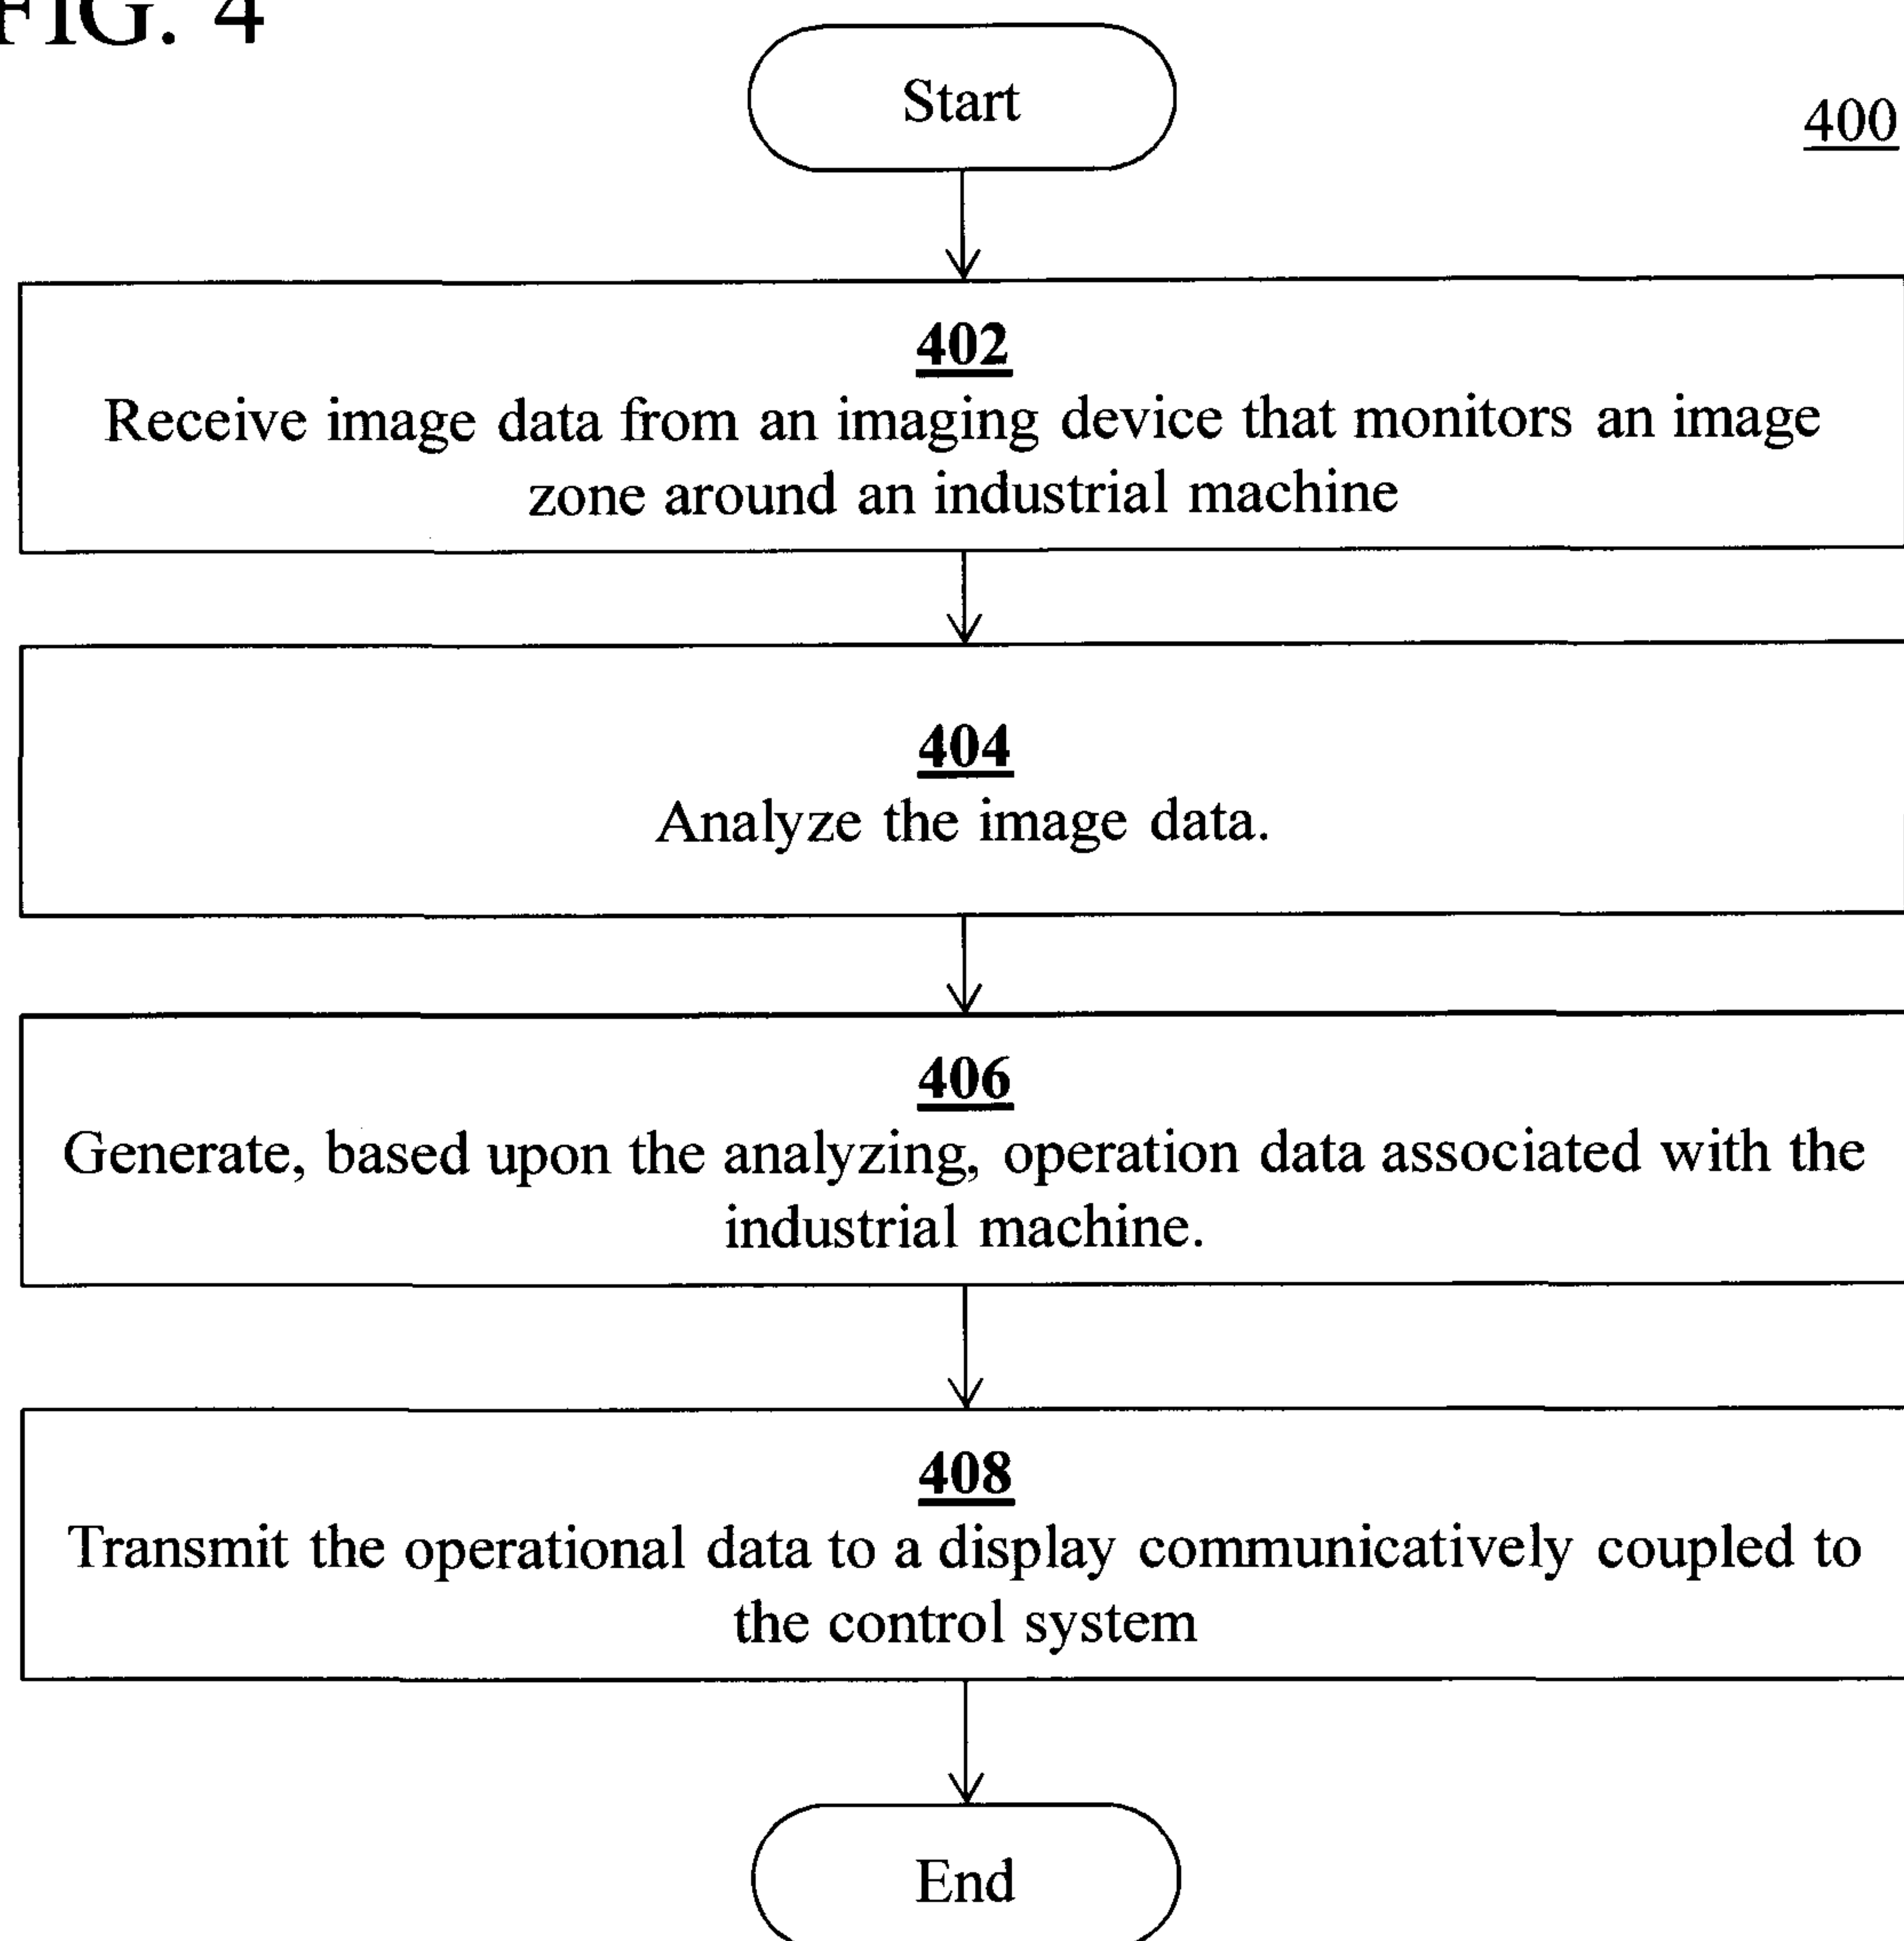 FIG. 4
Start
400
402
Receive image data from an imaging device that monitors an image
zone around an industrial machine
404
Analyze the image data.
406
Generate, based upon the analyzing, operation data associated with the
industrial machine.
408
Transmit the operational data to a display communicatively coupled to
the control system
End